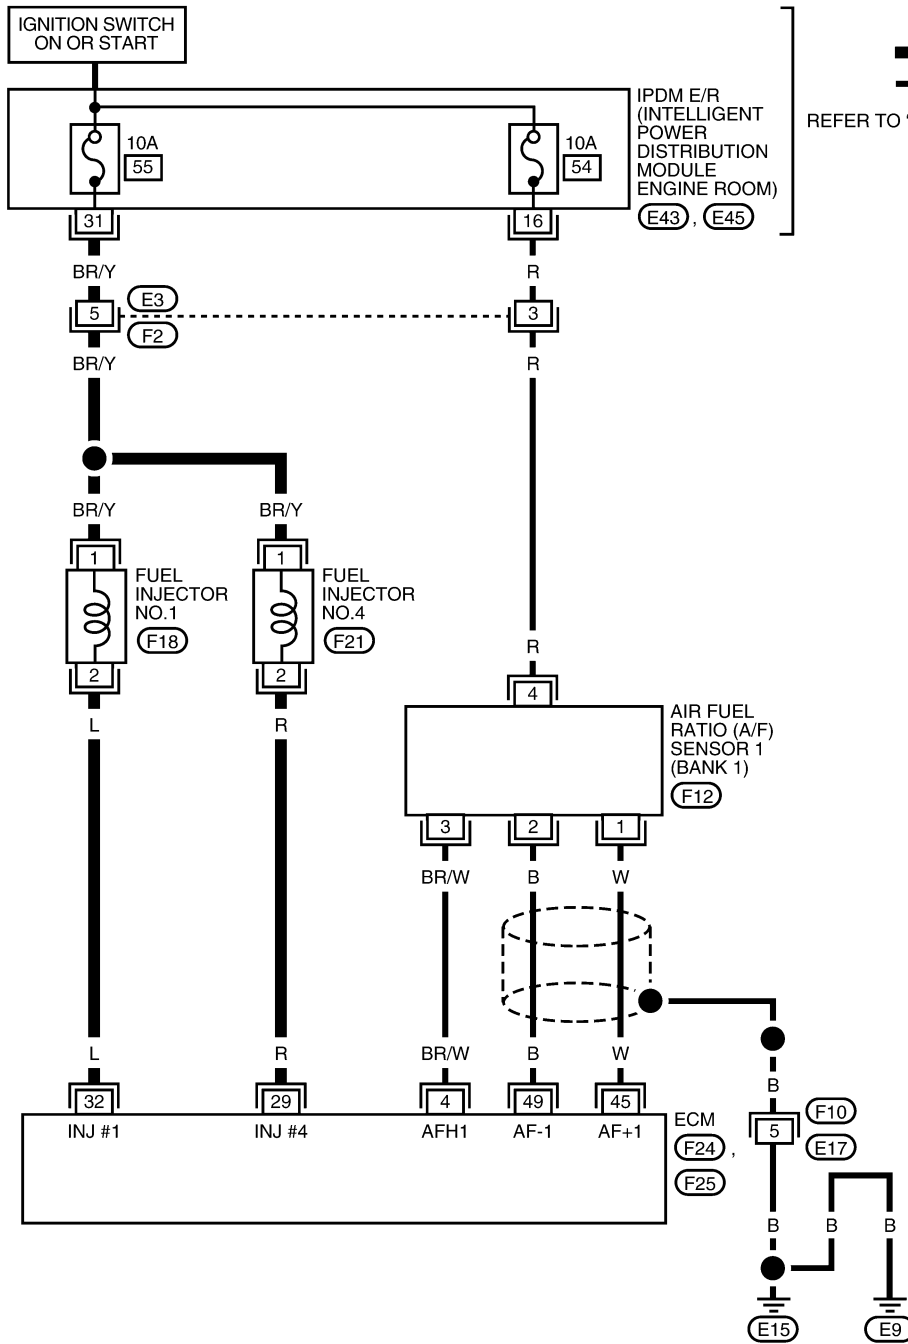 IGNITION SWITCH
ON OR START
IPDM E/R
(INTELLIGENT
POWER
DISTRIBUTION
MODULE
ENGINE ROOM)
E43 , E45
REFER TO "
10A
55
10A
54
31
16
BR/Y
R
5
E3
F2
3
BR/Y
R
BR/Y
BR/Y
1
1
FUEL
INJECTOR
NO.1
F18
FUEL
INJECTOR
NO.4
F21
2
2
L
R
R
4
AIR FUEL
RATIO (A/F)
SENSOR 1
(BANK 1)
F12
3
2
1
BR/W
B
W
L
R
BR/W
B
W
32
29
4
49
45
INJ #1
INJ #4
AFH1
AF-1
AF+1
ECM
F24 ,
F25
B
5
F10
E17
B
B
B
E15
E9